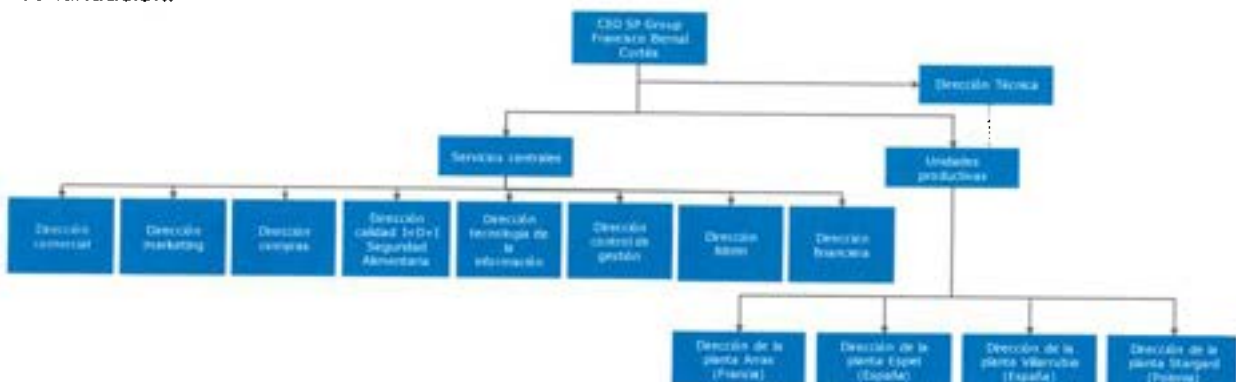 CEO SP Group
Francisco Bernal
Cortés
Dirección Técnica
Servicios centrales
Unidades
productivas
Dirección
comercial
Dirección
marketing
Dirección
compras
Dirección
calidad I+D+I
Seguridad
Alimentaria
Dirección
tecnología de
la
información
Dirección
control de
gestión
Dirección
Dirección
financiera
Dirección de la
planta Arras
(Francia)
Dirección de la
planta Espiel
(España)
Dirección de la
planta Villarrubia
(España)
Dirección de la
planta Stargard
(Polonia)